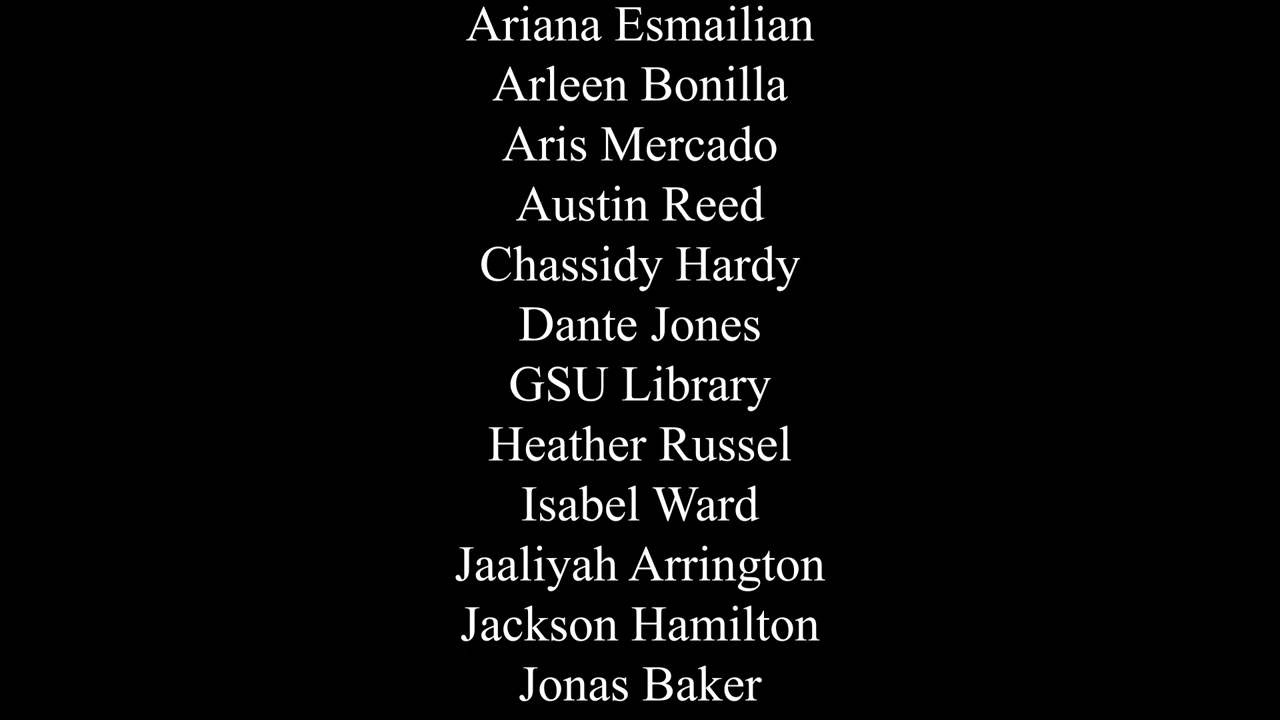 Ariana Esmailian
Arleen Bonilla
Aris Mercado
Austin Reed
Chassidy Hardy
Dante Jones
GSU Library
Heather Russel
Isabel Ward
Jaaliyah Arrington
Jackson Hamilton
Jonas Baker